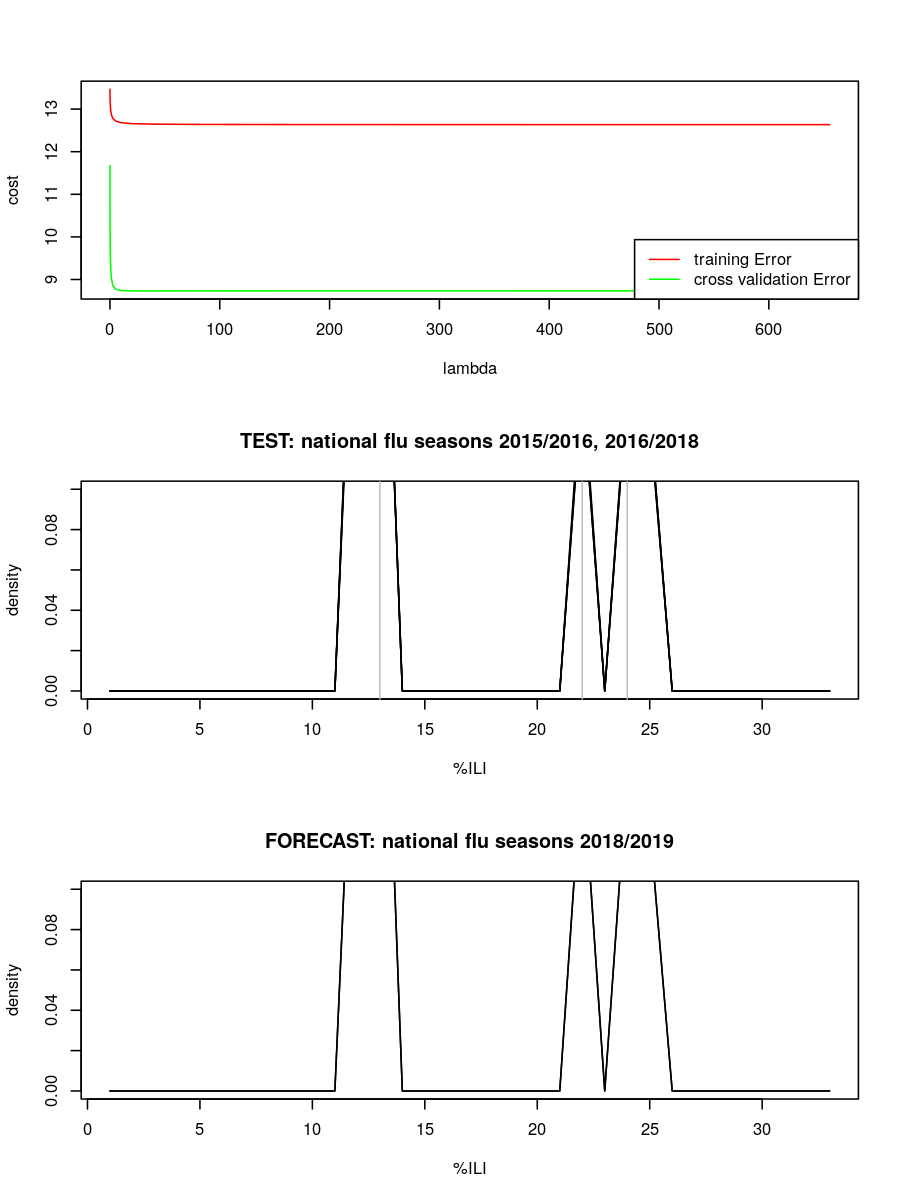 13
12
11
10
9
cost
training Error
cross validation Error
0 100 200 300 400 500 600
lambda
TEST: national flu seasons 2015/2016, 2016/2018
0.08
0.04
0.00
density
0 5 10 15 20 25 30
%ILI
FORECAST: national flu seasons 2018/2019
0.08
0.04
0.00
density
0 5 10 15 20 25 30
%ILI